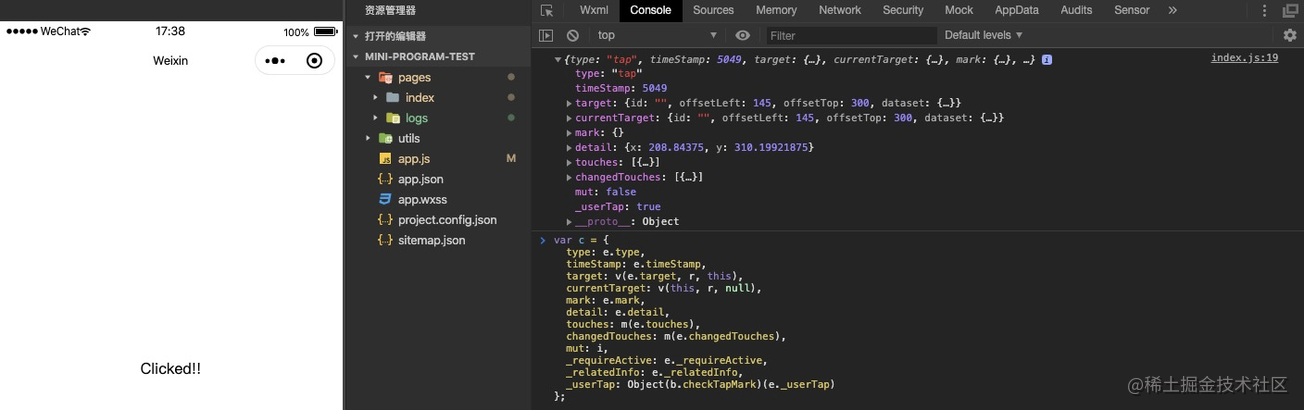 ●●●●● WeChat 17:38 100%
Weixin
Clicked!!
资源管理器
打开的编辑器
MINI-PROGRAM-TEST
pages
index
logs
utils
app.js M
app.json
app.wxss
project.config.json
sitemap.json
Wxml Console Sources Memory Network Security Mock AppData Audits Sensor »
top Filter Default levels
index.js:19
{type: "tap", timeStamp: 5049, target: {…}, currentTarget: {…}, mark: {…}, …}
type: "tap"
timeStamp: 5049
target: {id: "", offsetLeft: 145, offsetTop: 300, dataset: {…}}
currentTarget: {id: "", offsetLeft: 145, offsetTop: 300, dataset: {…}}
mark: {}
detail: {x: 208.84375, y: 310.19921875}
touches: [{…}]
changedTouches: [{…}]
mut: false
_userTap: true
__proto__: Object
var c = {
type: e.type,
timeStamp: e.timeStamp,
target: v(e.target, r, this),
currentTarget: v(this, r, null),
mark: e.mark,
detail: e.detail,
touches: m(e.touches),
changedTouches: m(e.changedTouches),
mut: i,
_requireActive: e._requireActive,
_relatedInfo: e._relatedInfo,
_userTap: Object(b.checkTapMark)(e._userTap)
};
@稀土掘金技术社区